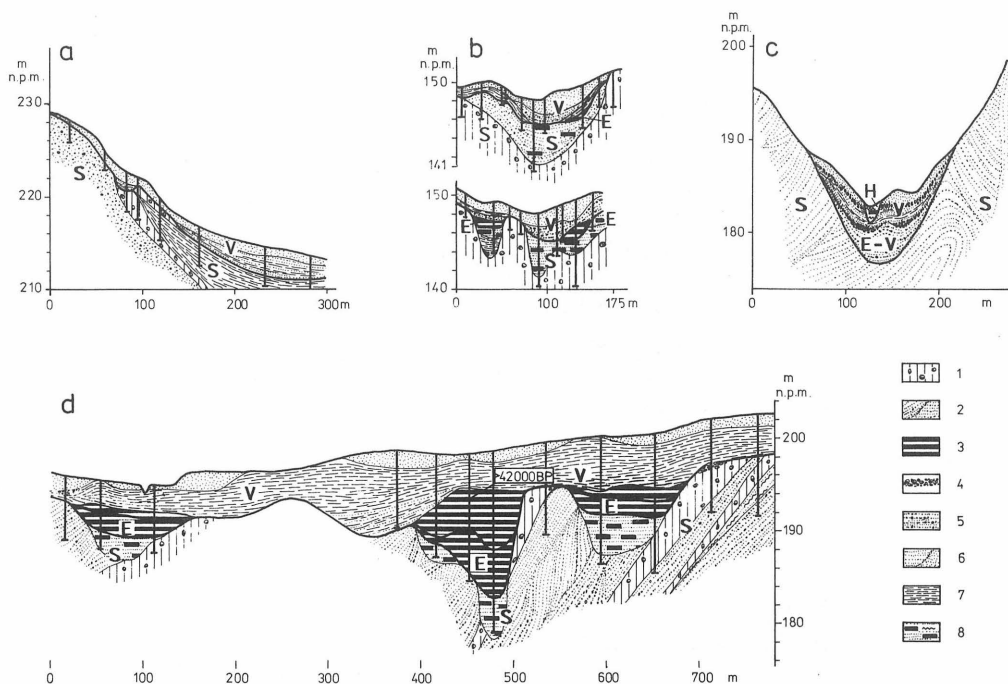 a
m
n.p.m.
230
220
210
S
V
S
0 100 200 300 m
b
m
n.p.m.
150
141
V
E
S
S
150
140
E
V
E
S
0 100 175 m
c
m
n.p.m.
200
190
180
H
V
S
S
E-V
0 100 200 m
d
m
n.p.m.
200
190
180
42000BP
V
V
E
S
E
S
E
S
0 100 200 300 400 500 600 700 m
1
2
3
4
5
6
7
8